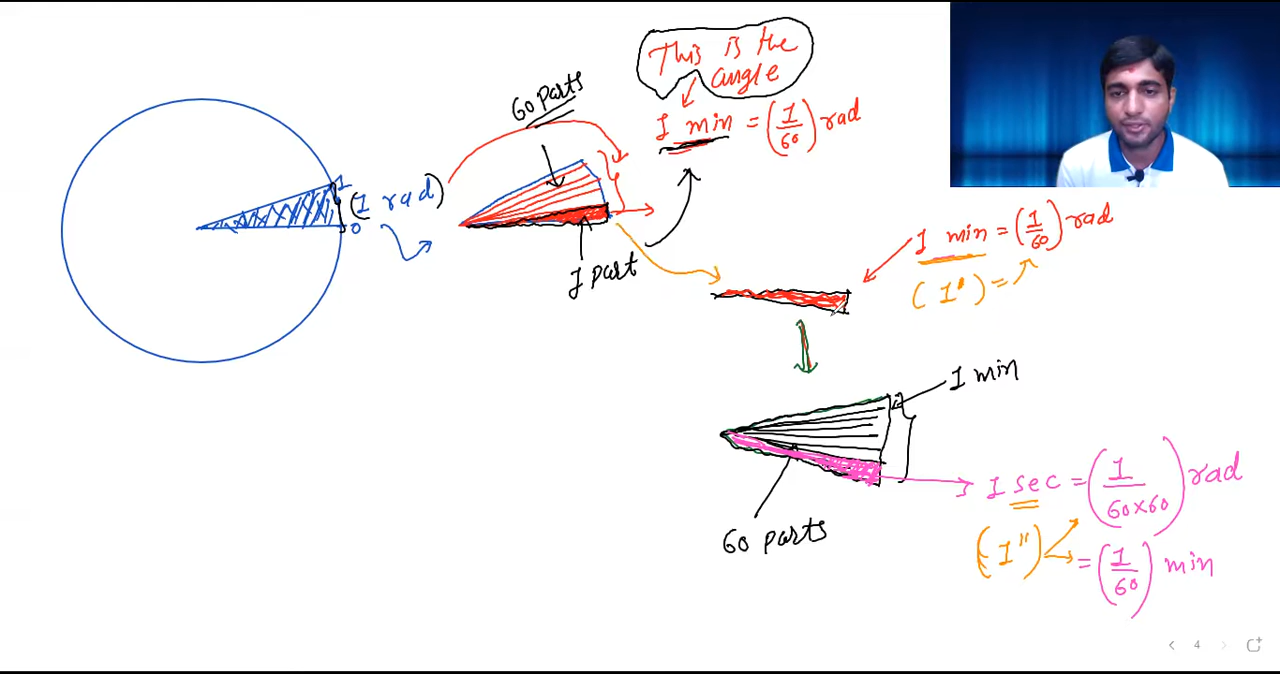 This is the
angle
60 parts
1 min = (1/60) rad
(1 rad)
0
1 part
1 min = (1/60) rad
(1') =
1 min
1 sec = (1/60×60) rad
(1'')
= (1/60) min
60 parts
4